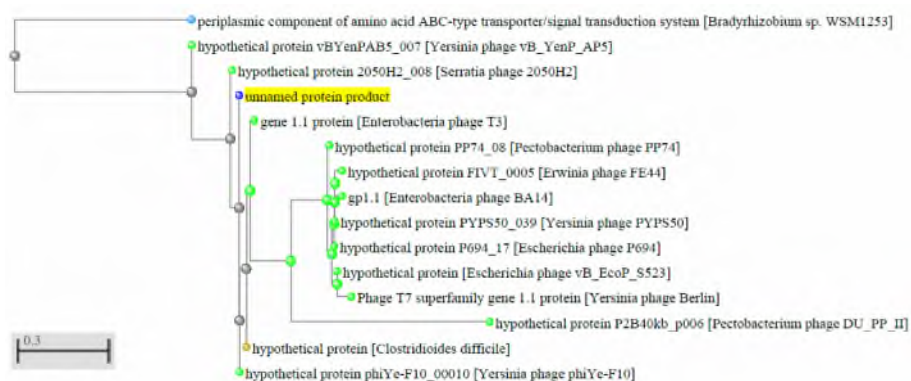 periplasmic component of amino acid ABC-type transporter/signal transduction system [Bradyrhizobium sp. WSM1253]
hypothetical protein vBYenPAB5_007 [Yersinia phage vB_YenP_AP5]
hypothetical protein 2050H2_008 [Serratia phage 2050H2]
unnamed protein product
gene 1.1 protein [Enterobacteria phage T3]
hypothetical protein PP74_08 [Pectobacterium phage PP74]
hypothetical protein FIVT_0005 [Erwinia phage FE44]
gp1.1 [Enterobacteria phage BA14]
hypothetical protein PYPS50_039 [Yersinia phage PYPS50]
hypothetical protein P694_17 [Escherichia phage P694]
hypothetical protein [Escherichia phage vB_EcoP_S523]
Phage T7 superfamily gene 1.1 protein [Yersinia phage Berlin]
hypothetical protein P2B40kb_p006 [Pectobacterium phage DU_PP_II]
0.3
hypothetical protein [Clostridioides difficile]
hypothetical protein phiYe-F10_00010 [Yersinia phage phiYe-F10]